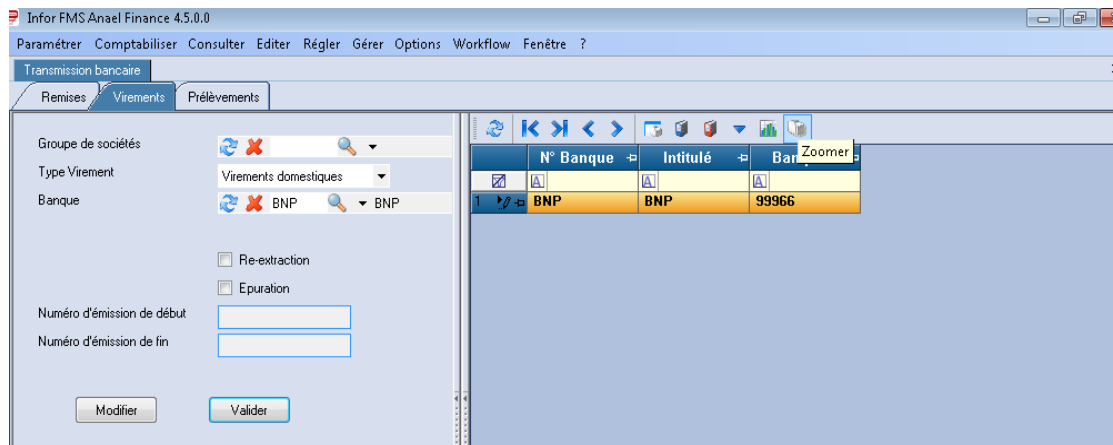 Infor FMS Anael Finance 4.5.0.0
Paramétrer Comptabiliser Consulter Editer Régler Gérer Options Workflow Fenêtre ?
Transmission bancaire
Remises Virements Prélèvements
Groupe de sociétés
Type Virement Virements domestiques
Banque BNP BNP
Re-extraction
Epuration
Numéro d'émission de début
Numéro d'émission de fin
Modifier Valider
Zoomer
N° Banque Intitulé
A A A
1 BNP BNP 99966